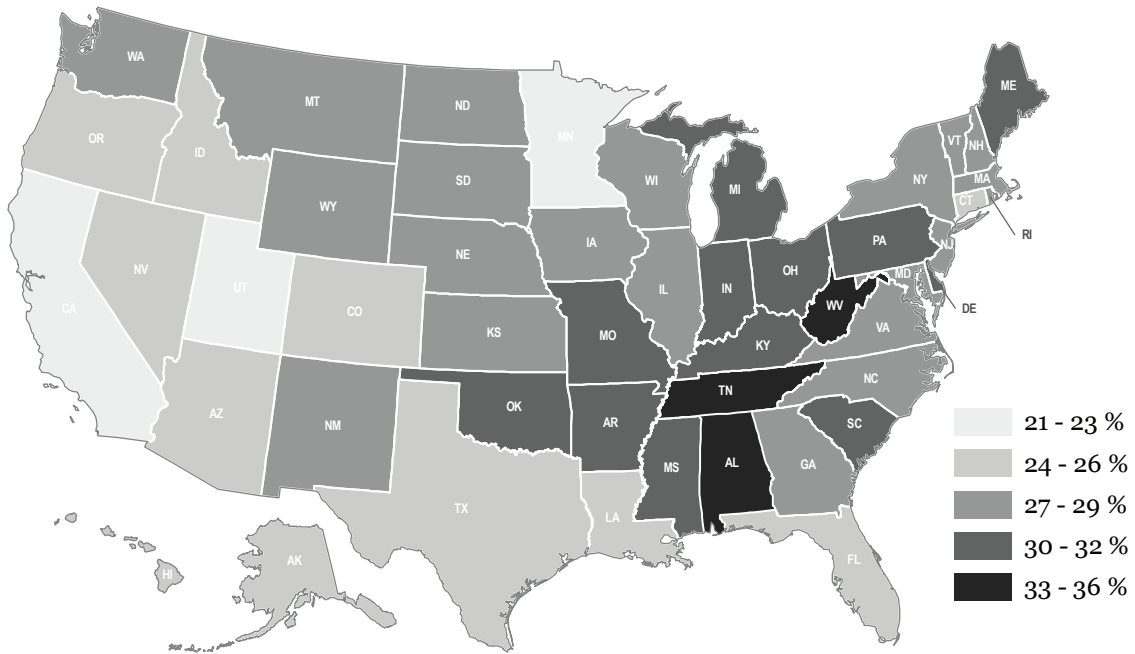 WA
MT
ND
MN
ME
OR
ID
SD
WI
VT
NH
MI
NY
MA
CT
WY
RI
IA
NE
PA
NJ
NV
UT
CO
IL
IN
OH
MD
DE
WV
CA
KS
MO
KY
VA
TN
NC
AZ
NM
OK
AR
SC
MS
AL
GA
TX
LA
FL
AK
HI
21 - 23 %
24 - 26 %
27 - 29 %
30 - 32 %
33 - 36 %